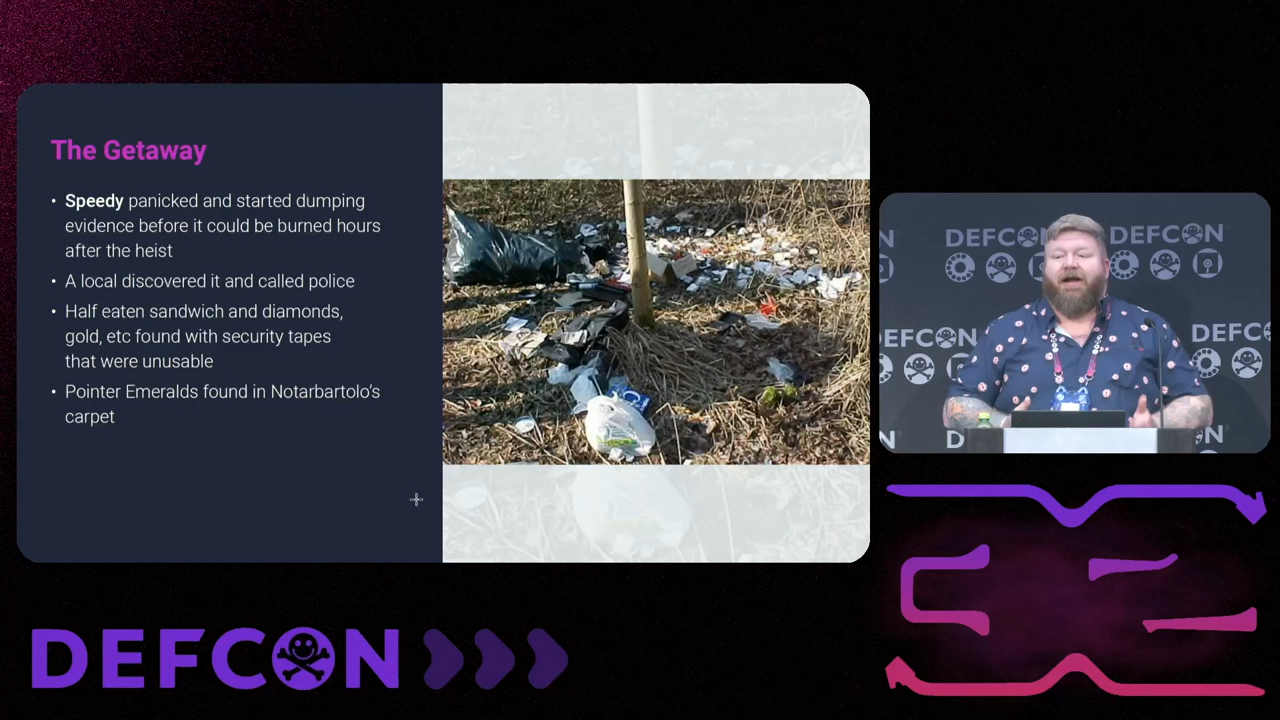 The Getaway
• Speedy panicked and started dumping
evidence before it could be burned hours
after the heist
• A local discovered it and called police
• Half eaten sandwich and diamonds,
gold, etc found with security tapes
that were unusable
• Pointer Emeralds found in Notarbartolo's
carpet
DEFCON DEFCON
DEFCON DEFC
DEFCON